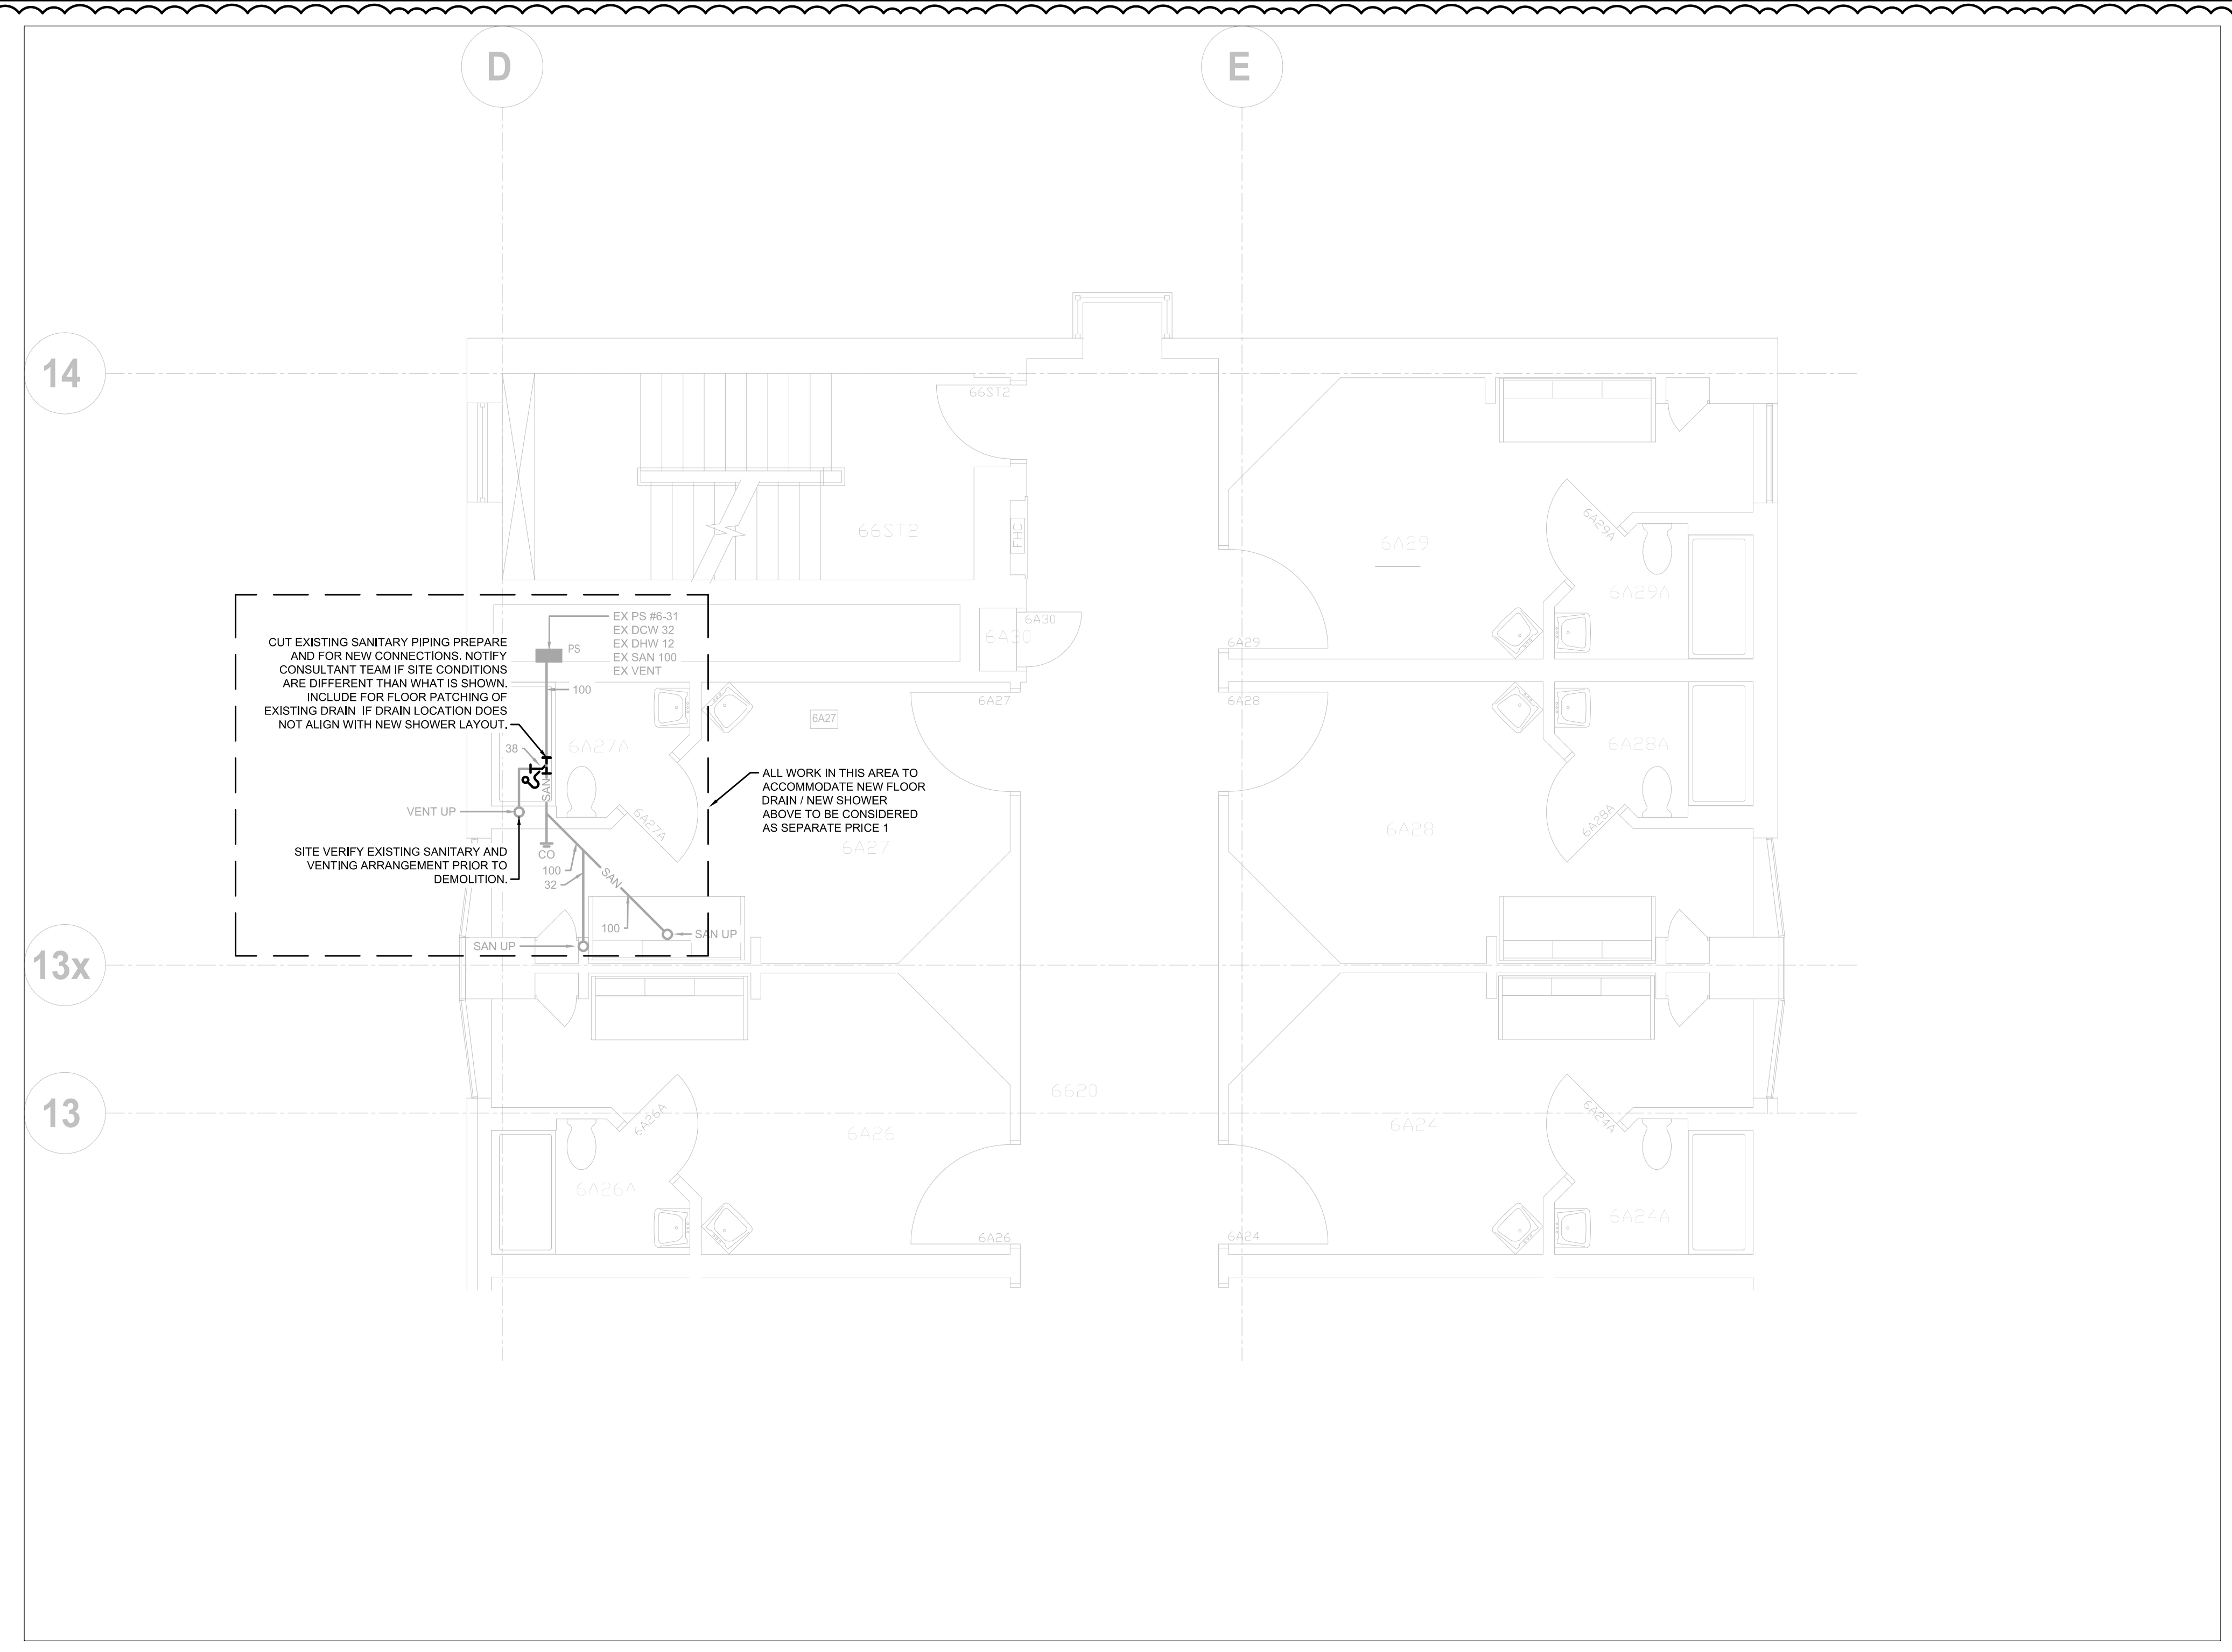 D
E
14
66ST2
66ST2
FHC
6A29
6A29A
6A29A
EX PS #6-31
EX DCW 32
EX DHW 12
EX SAN 100
EX VENT
6A30
6A30
6A29
CUT EXISTING SANITARY PIPING PREPARE
AND FOR NEW CONNECTIONS. NOTIFY
CONSULTANT TEAM IF SITE CONDITIONS
ARE DIFFERENT THAN WHAT IS SHOWN.
INCLUDE FOR FLOOR PATCHING OF
EXISTING DRAIN IF DRAIN LOCATION DOES
NOT ALIGN WITH NEW SHOWER LAYOUT.
PS
100
6A27
6A28
6A27
38
6A27A
6A28A
SAN
ALL WORK IN THIS AREA TO
ACCOMMODATE NEW FLOOR
DRAIN / NEW SHOWER
ABOVE TO BE CONSIDERED
AS SEPARATE PRICE 1
VENT UP
6A27A
6A28A
6A28
6A27
SITE VERIFY EXISTING SANITARY AND
VENTING ARRANGEMENT PRIOR TO
DEMOLITION.
CO
100
32
SAN
100
SAN UP
SAN UP
13x
6620
13
6A26A
6A26
6A24
6A24A
6A26A
6A24A
6A26
6A24